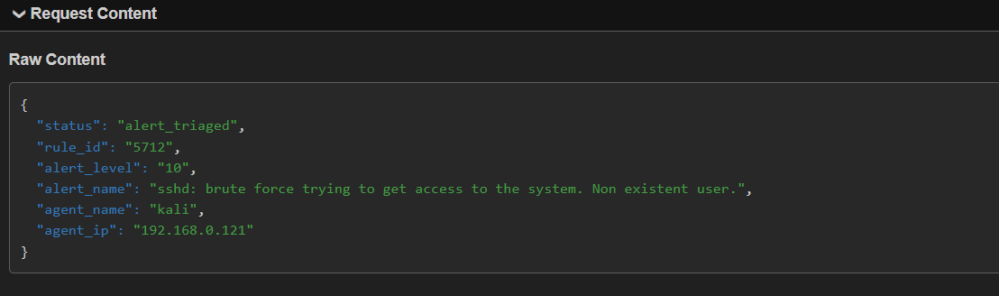 Request Content
Raw Content
{
  "status": "alert_triaged",
  "rule_id": "5712",
  "alert_level": "10",
  "alert_name": "sshd: brute force trying to get access to the system. Non existent user.",
  "agent_name": "kali",
  "agent_ip": "192.168.0.121"
}